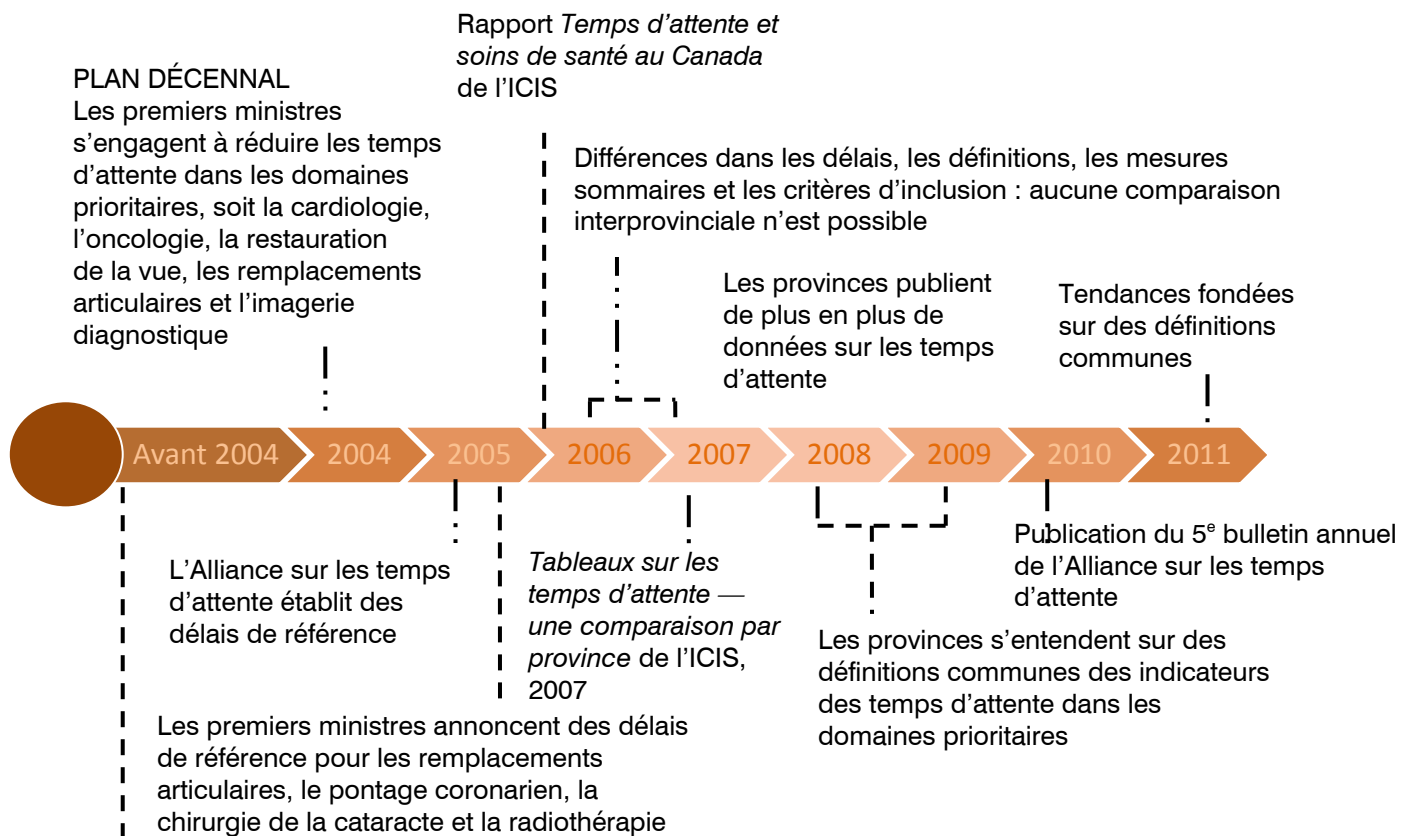 Rapport Temps d'attente et
soins de santé au Canada
de l'ICIS
PLAN DÉCENNAL
Les premiers ministres
s'engagent à réduire les temps
d'attente dans les domaines
prioritaires, soit la cardiologie,
l'oncologie, la restauration
de la vue, les remplacements
articulaires et l'imagerie
diagnostique
Différences dans les délais, les définitions, les mesures
sommaires et les critères d'inclusion : aucune comparaison
interprovinciale n'est possible
Les provinces publient
de plus en plus de
données sur les temps
d'attente
Tendances fondées
sur des définitions
communes
Avant 2004
2004
2005
2006
2007
2008
2009
2010
2011
L'Alliance sur les temps
d'attente établit des
délais de référence
Tableaux sur les
temps d'attente —
une comparaison par
province de l'ICIS,
2007
Publication du 5e bulletin annuel
de l'Alliance sur les temps
d'attente
Les provinces s'entendent sur des
définitions communes des indicateurs
des temps d'attente dans les
domaines prioritaires
Les premiers ministres annoncent des délais
de référence pour les remplacements
articulaires, le pontage coronarien, la
chirurgie de la cataracte et la radiothérapie